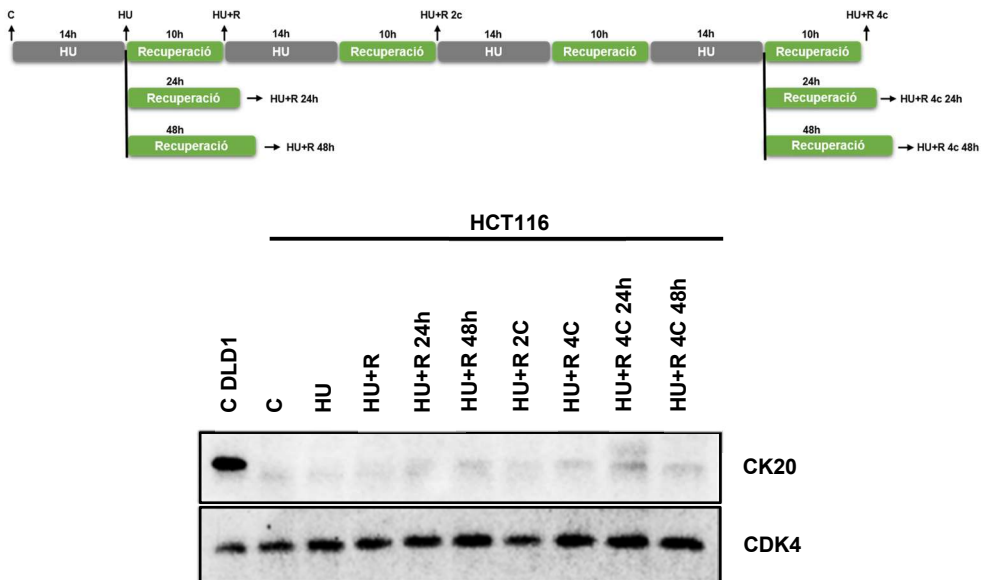 C HU HU+R HU+R 2c HU+R 4c
14h 10h 14h 10h 14h 10h 14h 10h
HU Recuperació HU Recuperació HU Recuperació HU Recuperació
24h 24h
Recuperació HU+R 24h Recuperació HU+R 4c 24h
48h 48h
Recuperació HU+R 48h Recuperació HU+R 4c 48h
HCT116
C DLD1
C
HU
HU+R
HU+R 24h
HU+R 48h
HU+R 2C
HU+R 4C
HU+R 4C 24h
HU+R 4C 48h
CK20
CDK4